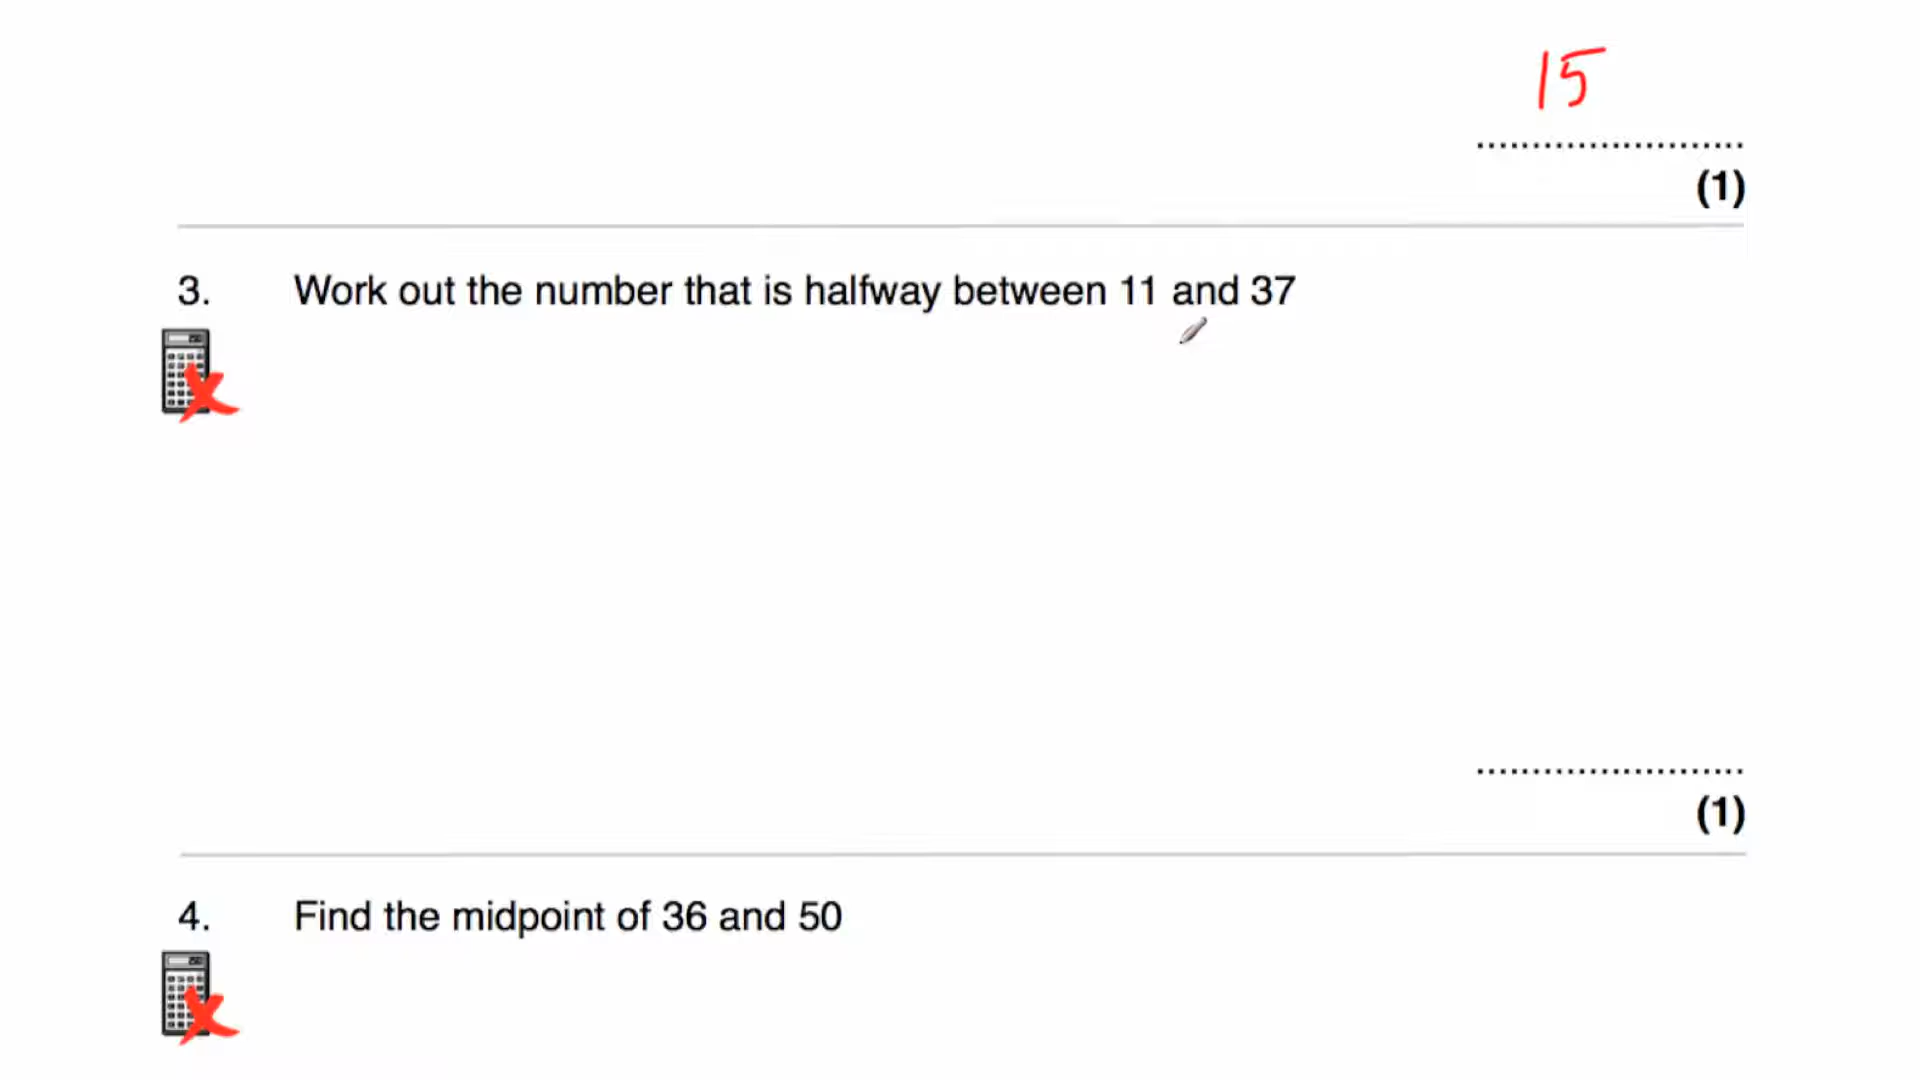 15
........................
(1)
3. Work out the number that is halfway between 11 and 37
........................
(1)
4. Find the midpoint of 36 and 50